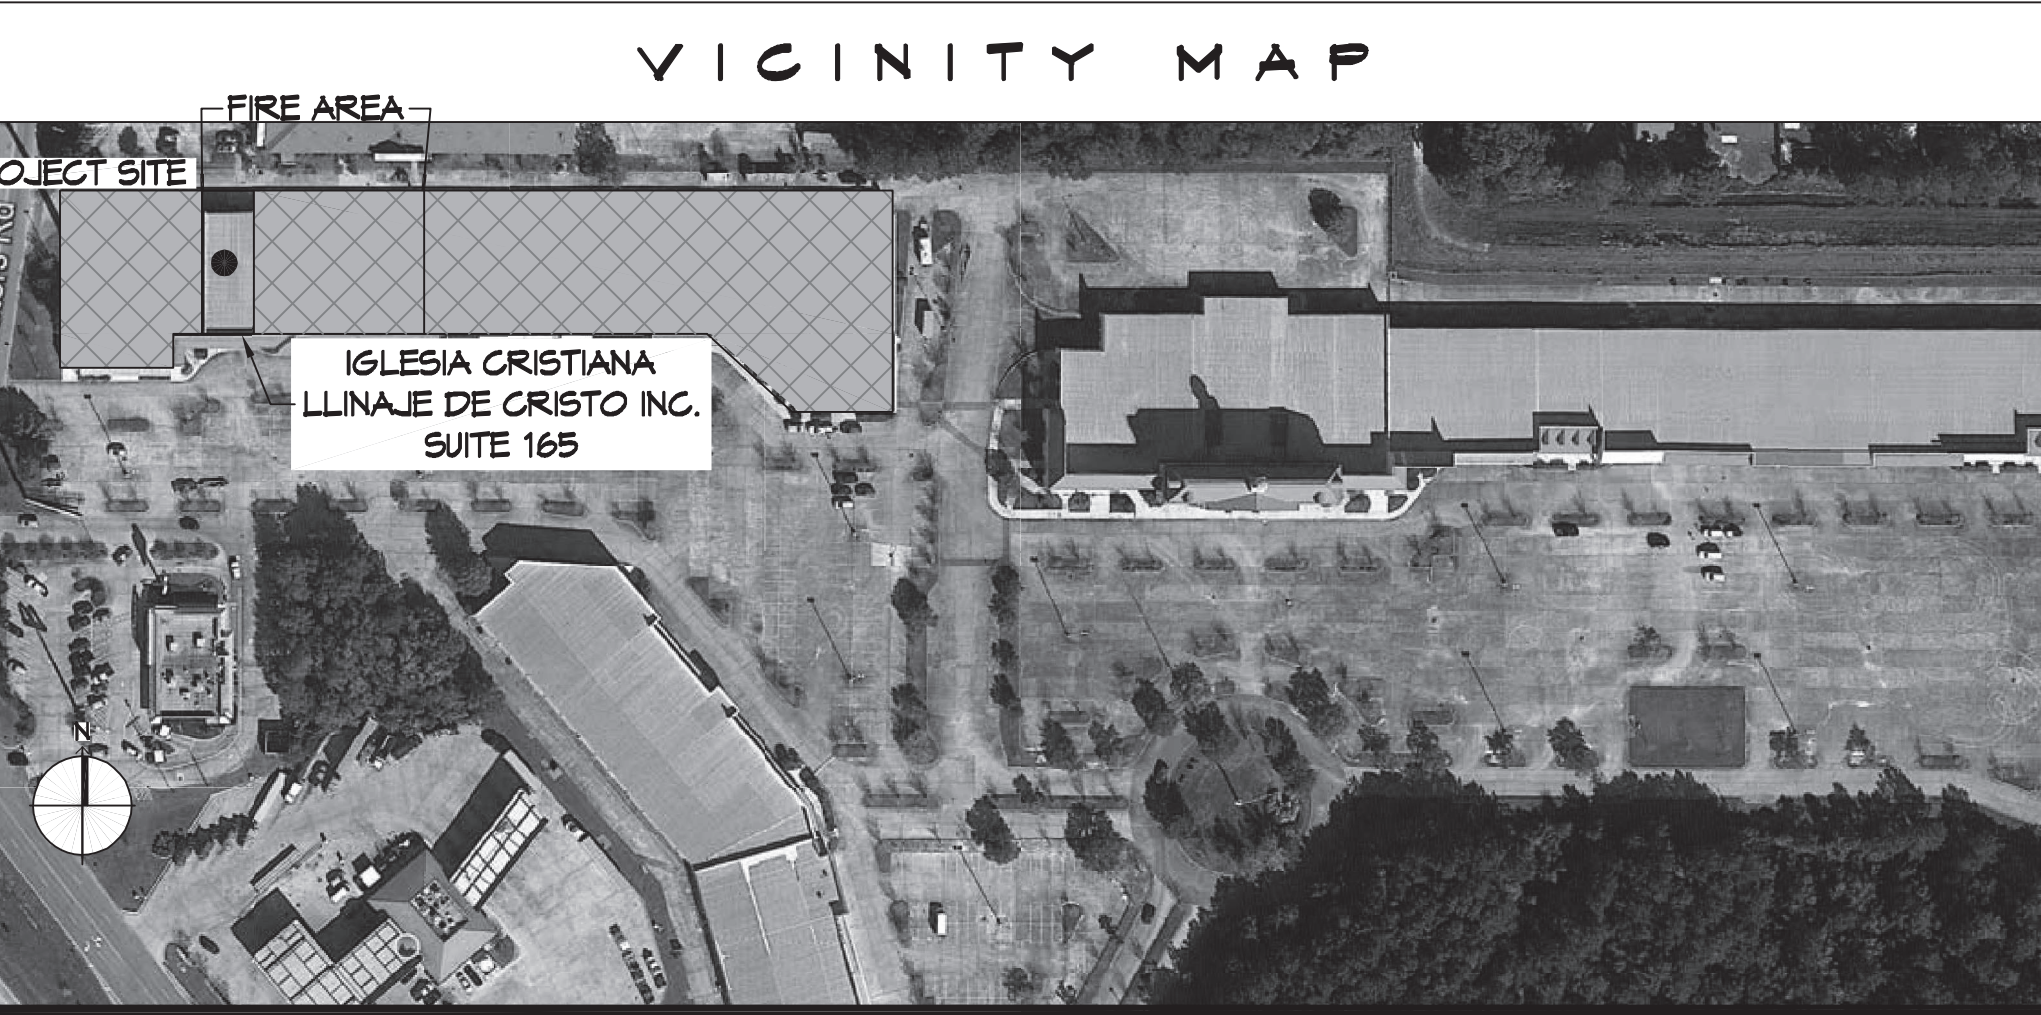 VICINITY MAP
FIRE AREA
OJECT SITE
IGLESIA CRISTIANA
LLINAJE DE CRISTO INC.
SUITE 165
N